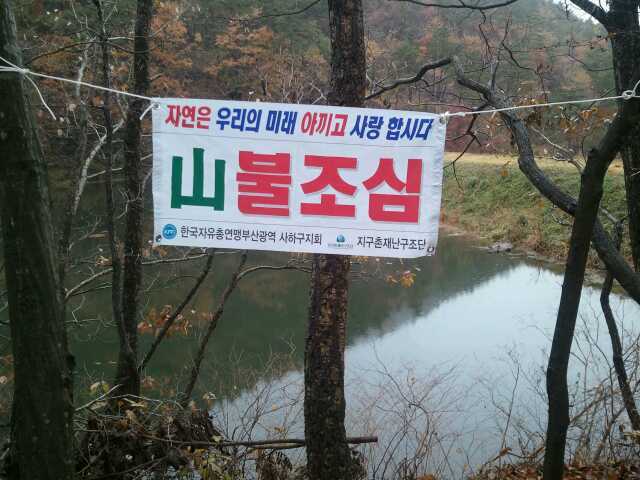 자연은 우리의 미래 아끼고 사랑 합시다
山불조심
한국자유총연맹부산광역 사하구지회 지구촌재난구조단